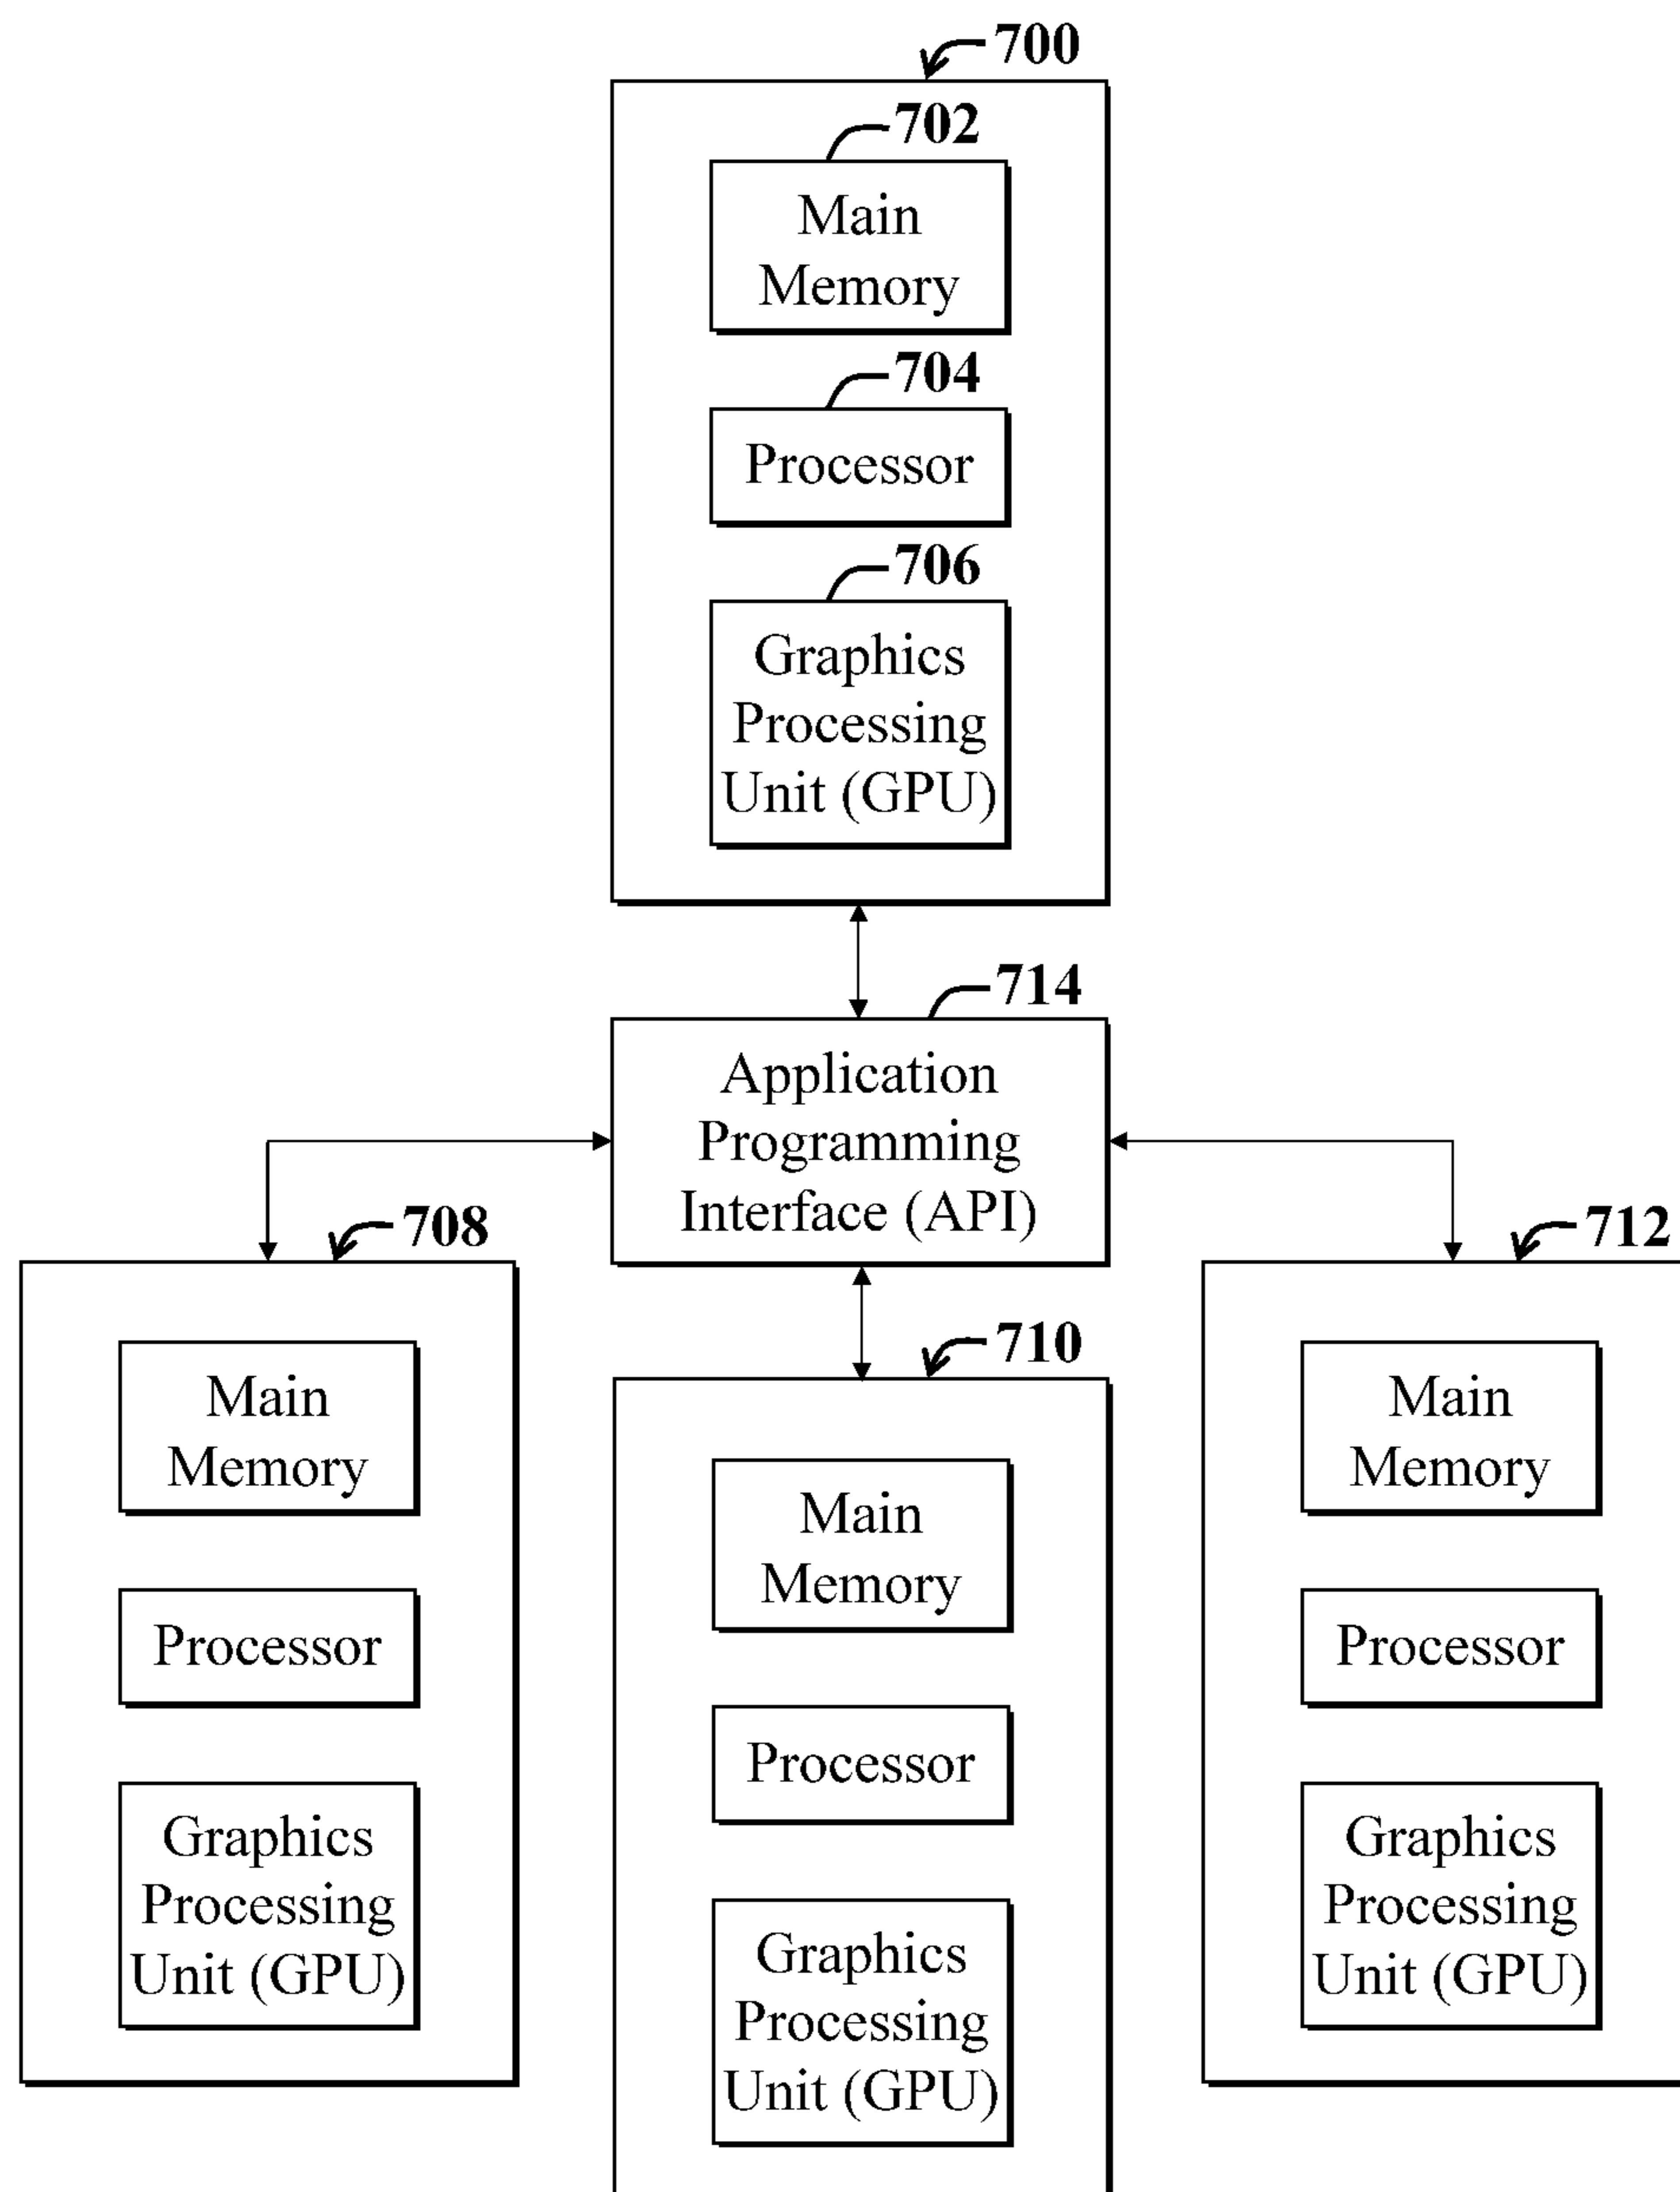 700
702
Main
Memory
704
Processor
706
Graphics
Processing
Unit (GPU)
714
Application
Programming
Interface (API)
708
Main
Memory
Processor
Graphics
Processing
Unit (GPU)
710
Main
Memory
Processor
Graphics
Processing
Unit (GPU)
712
Main
Memory
Processor
Graphics
Processing
Unit (GPU)